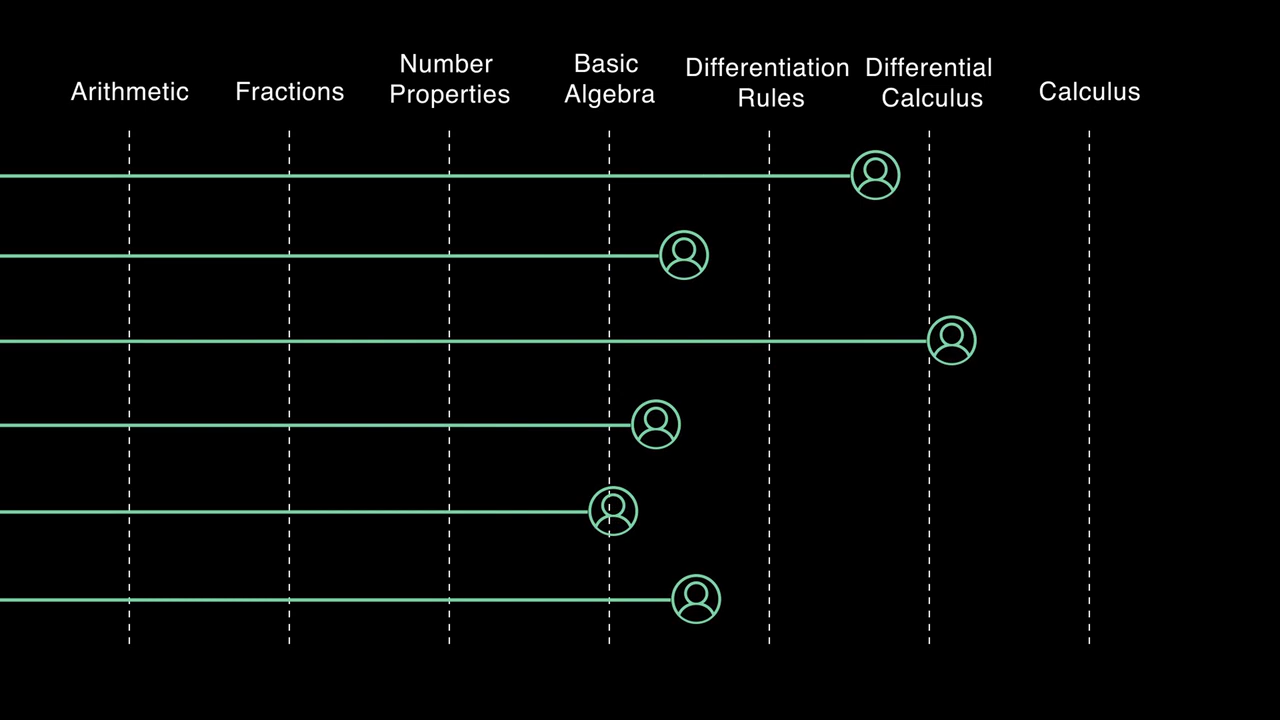 Arithmetic
Fractions
Number
Properties
Basic
Algebra
Differentiation
Rules
Differential
Calculus
Calculus